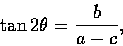 tan 2θ = b / (a − c),